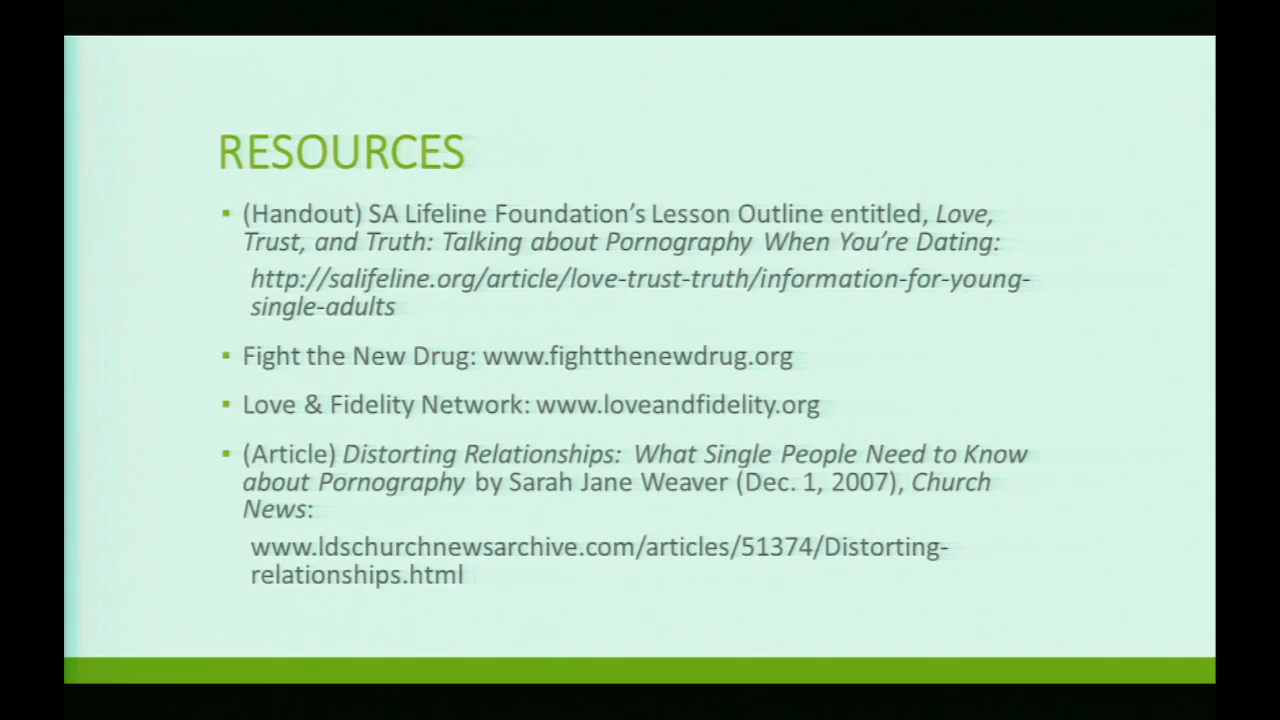 RESOURCES
▪ (Handout) SA Lifeline Foundation’s Lesson Outline entitled, Love,
Trust, and Truth: Talking about Pornography When You’re Dating:
http://salifeline.org/article/love-trust-truth/information-for-young-
single-adults
▪ Fight the New Drug: www.fightthenewdrug.org
▪ Love & Fidelity Network: www.loveandfidelity.org
▪ (Article) Distorting Relationships: What Single People Need to Know
about Pornography by Sarah Jane Weaver (Dec. 1, 2007), Church
News:
www.ldschurchnewsarchive.com/articles/51374/Distorting-
relationships.html